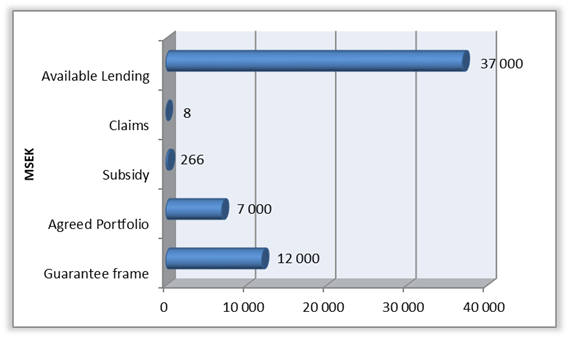 MSEK
Available Lending
37 000
Claims
8
Subsidy
266
Agreed Portfolio
7 000
Guarantee frame
12 000
0
10 000
20 000
30 000
40 000